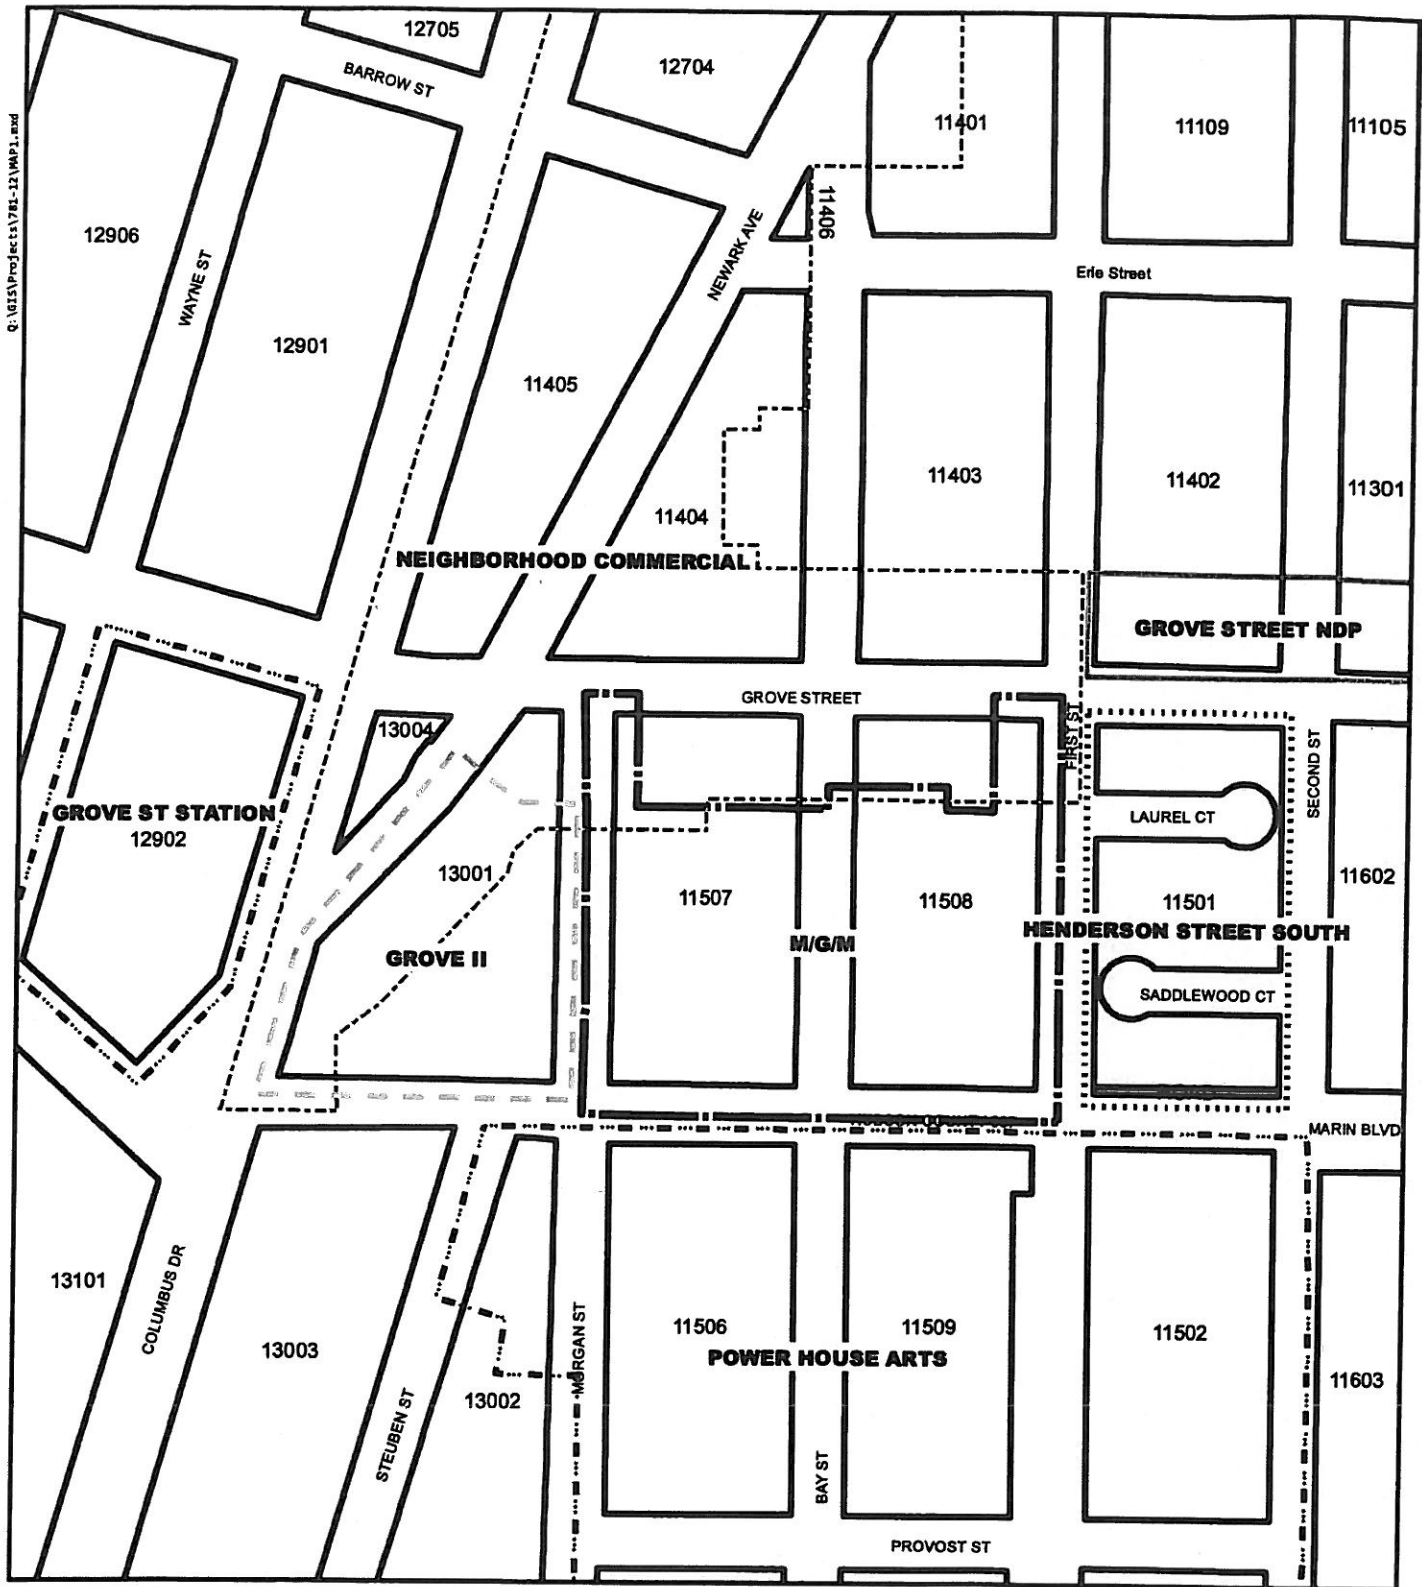 12705
BARROW ST
12704
11401
11109
11105
Q:\GIS\Projects\781-12\MAP1.mxd
12906
WAYNE ST
NEWARK AVE
11406
Erie Street
12901
11405
11404
11403
11402
11301
NEIGHBORHOOD COMMERCIAL
GROVE STREET NDP
GROVE STREET
FIRST ST
SECOND ST
13004
GROVE ST STATION
12902
LAUREL CT
13001
11507
11508
11501
11602
HENDERSON STREET SOUTH
M/G/M
GROVE II
SADDLEWOOD CT
MARIN BLVD
13101
COLUMBUS DR
13003
STEUBEN ST
13002
MORGAN ST
11506
11509
11502
POWER HOUSE ARTS
11603
BAY ST
PROVOST ST